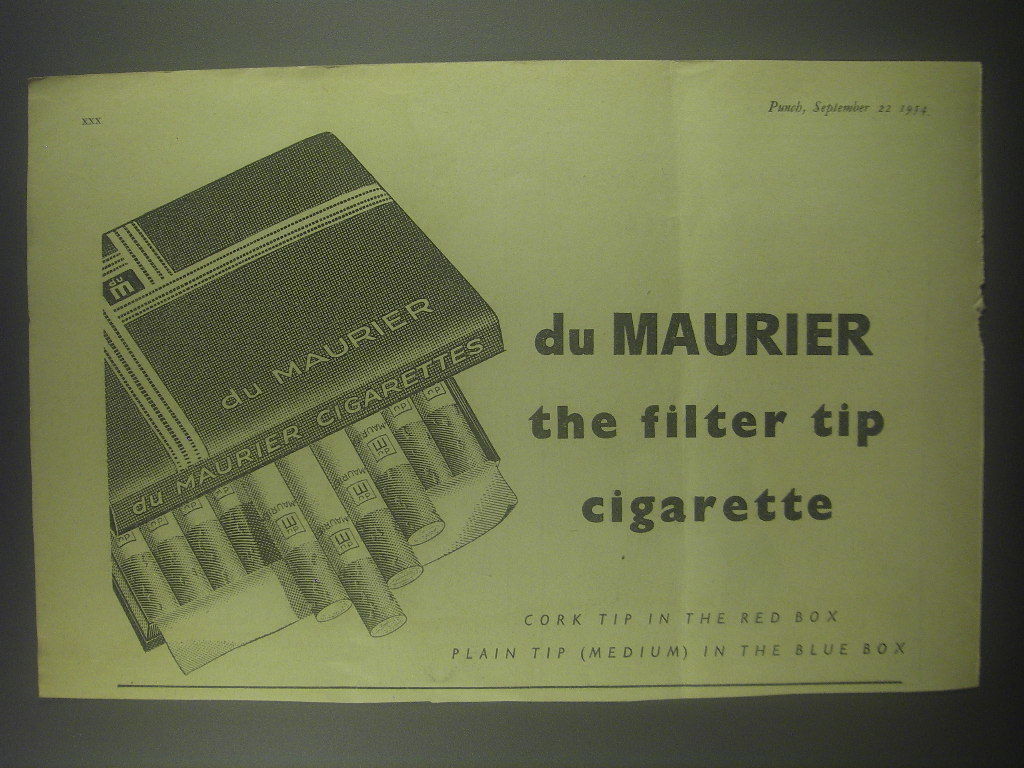 xxx
Punch, September 22 1954
du
m
du MAURIER
du MAURIER CIGARETTES
du MAURIER
the filter tip
cigarette
CORK TIP IN THE RED BOX
PLAIN TIP (MEDIUM) IN THE BLUE BOX